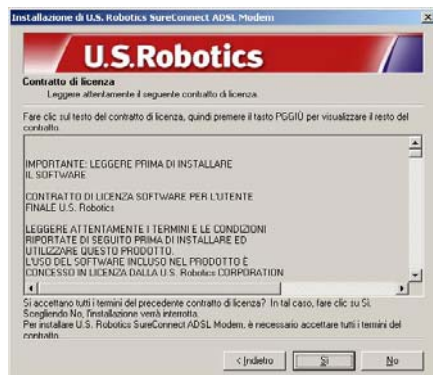 Installazione di U.S. Robotics SureConnect ADSL Modem
U.S.Robotics
Contratto di licenza
Leggere attentamente il seguente contratto di licenza.
Fare clic sul testo del contratto di licenza, quindi premere il tasto PGGIÙ per visualizzare il resto del
contratto.
IMPORTANTE: LEGGERE PRIMA DI INSTALLARE
IL SOFTWARE
CONTRATTO DI LICENZA SOFTWARE PER L'UTENTE
FINALE U.S. Robotics
LEGGERE ATTENTAMENTE I TERMINI E LE CONDIZIONI
RIPORTATE DI SEGUITO PRIMA DI INSTALLARE ED
UTILIZZARE QUESTO PRODOTTO.
L'USO DEL SOFTWARE INCLUSO NEL PRODOTTO È
CONCESSO IN LICENZA DALLA U.S. Robotics CORPORATION
Si accettano tutti i termini del precedente contratto di licenza? In tal caso, fare clic su Sì.
Scegliendo No, l'installazione verrà interrotta.
Per installare U.S. Robotics SureConnect ADSL Modem, è necessario accettare tutti i termini del
contratto.
< Indietro
Sì
No